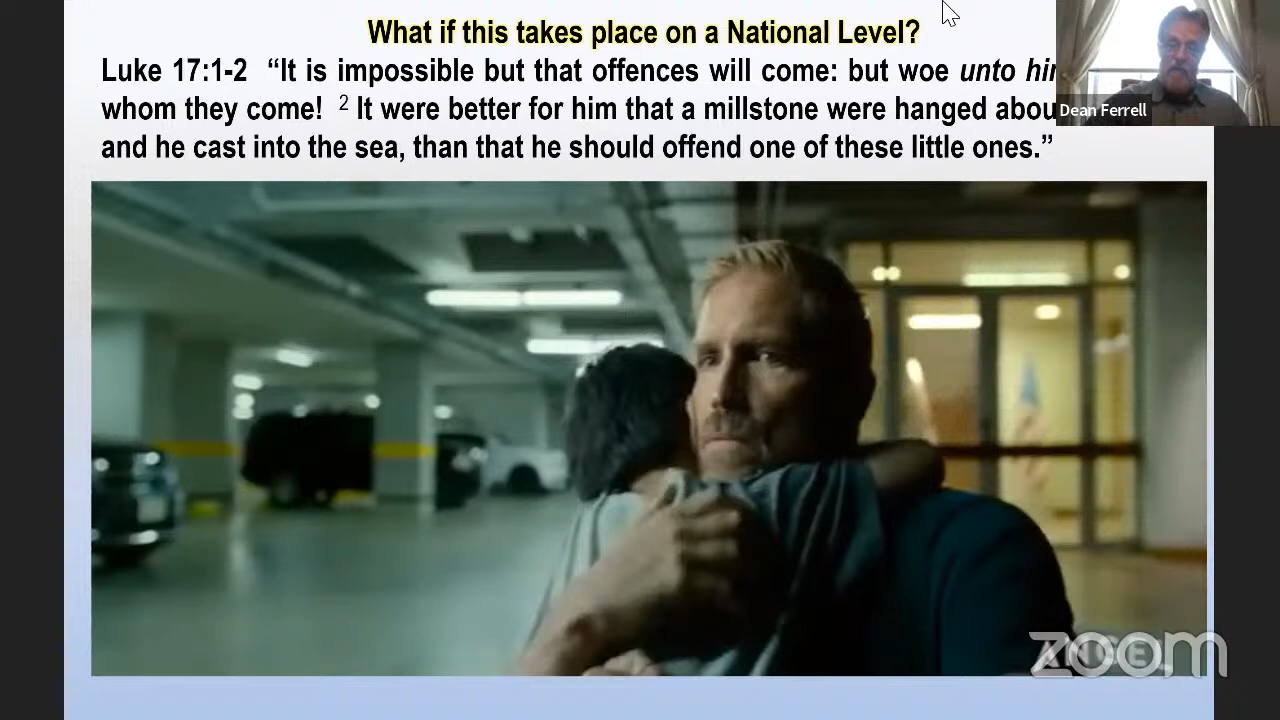 What if this takes place on a National Level?
Luke 17:1-2 “It is impossible but that offences will come: but woe unto
whom they come! 2 It were better for him that a millstone were hanged
and he cast into the sea, than that he should offend one of these little ones.”
Dean Ferrell
zoom